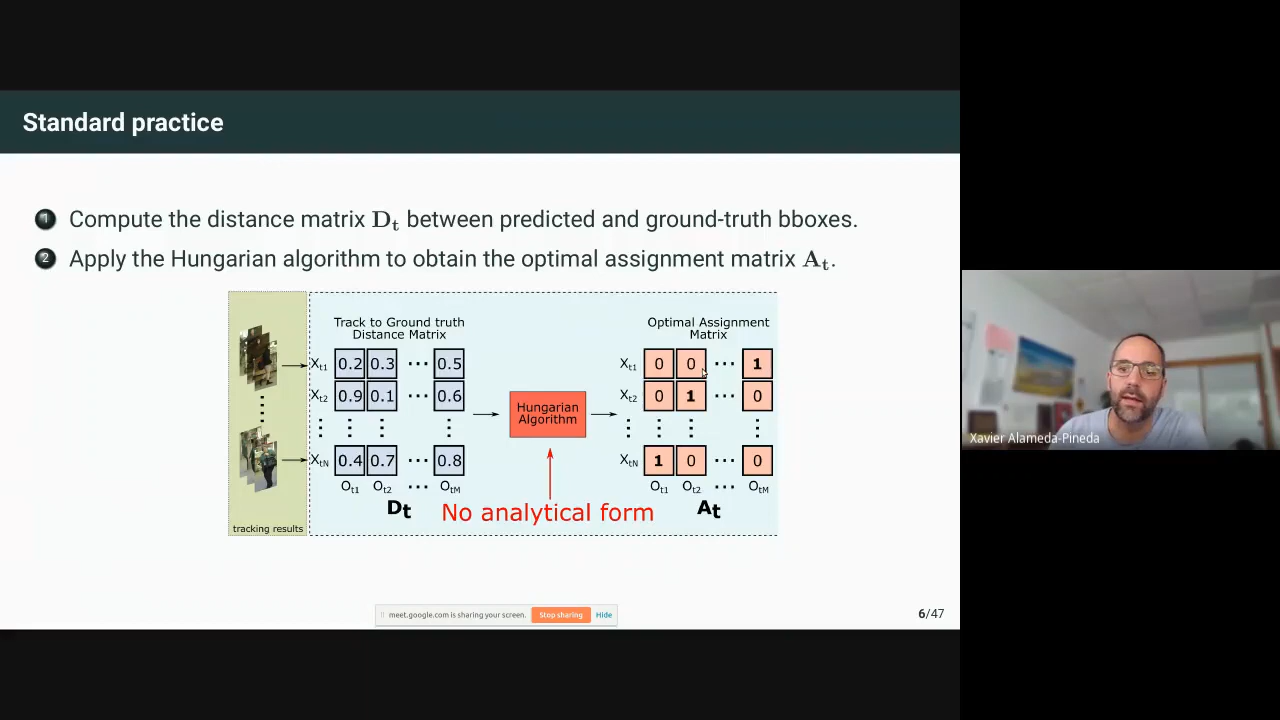 Standard practice
1 Compute the distance matrix Dt between predicted and ground-truth bboxes.
2 Apply the Hungarian algorithm to obtain the optimal assignment matrix At.
Track to Ground truth
Distance Matrix
Optimal Assignment
Matrix
Xt1 0.2 0.3 ··· 0.5
Xt1 0 0 ··· 1
Xt2 0.9 0.1 ··· 0.6
Xt2 0 1 ··· 0
Hungarian
Algorithm
XtN 0.4 0.7 ··· 0.8
XtN 1 0 ··· 0
Ot1 Ot2 ··· OtM
Ot1 Ot2 ··· OtM
Dt
No analytical form
At
tracking results
meet.google.com is sharing your screen. Stop sharing Hide
6/47
Xavier Alameda-Pineda